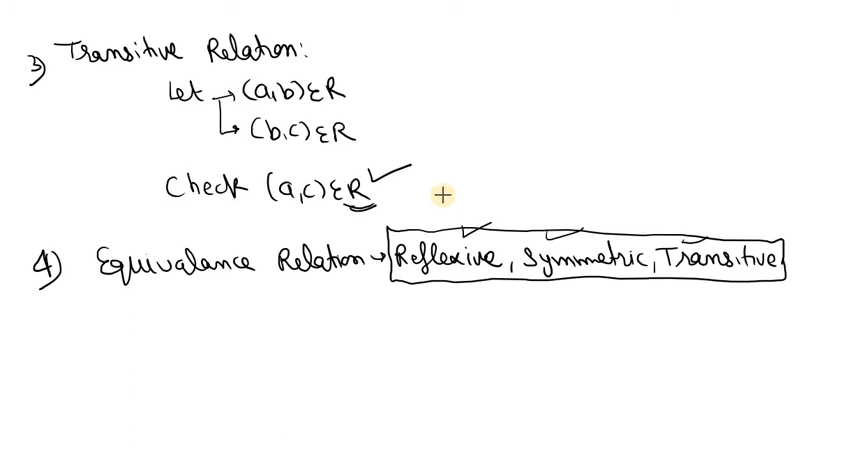 3) Transitive Relation:
Let → (a,b) ε R
↳ (b,c) ε R
Check (a,c) ε R ✓
4) Equivalance Relation → Reflexive, Symmetric, Transitive